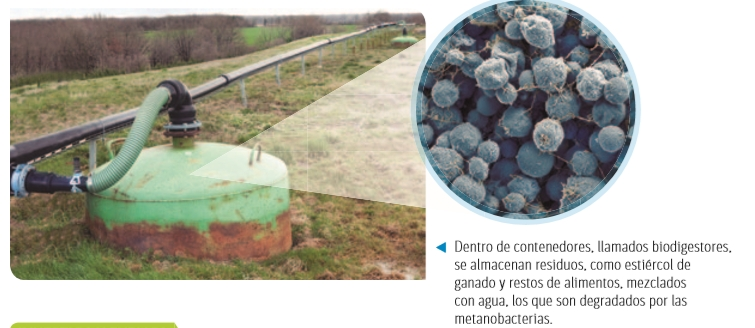 ◄ Dentro de contenedores, llamados biodigestores,
se almacenan residuos, como estiércol de
ganado y restos de alimentos, mezclados
con agua, los que son degradados por las
metanobacterias.